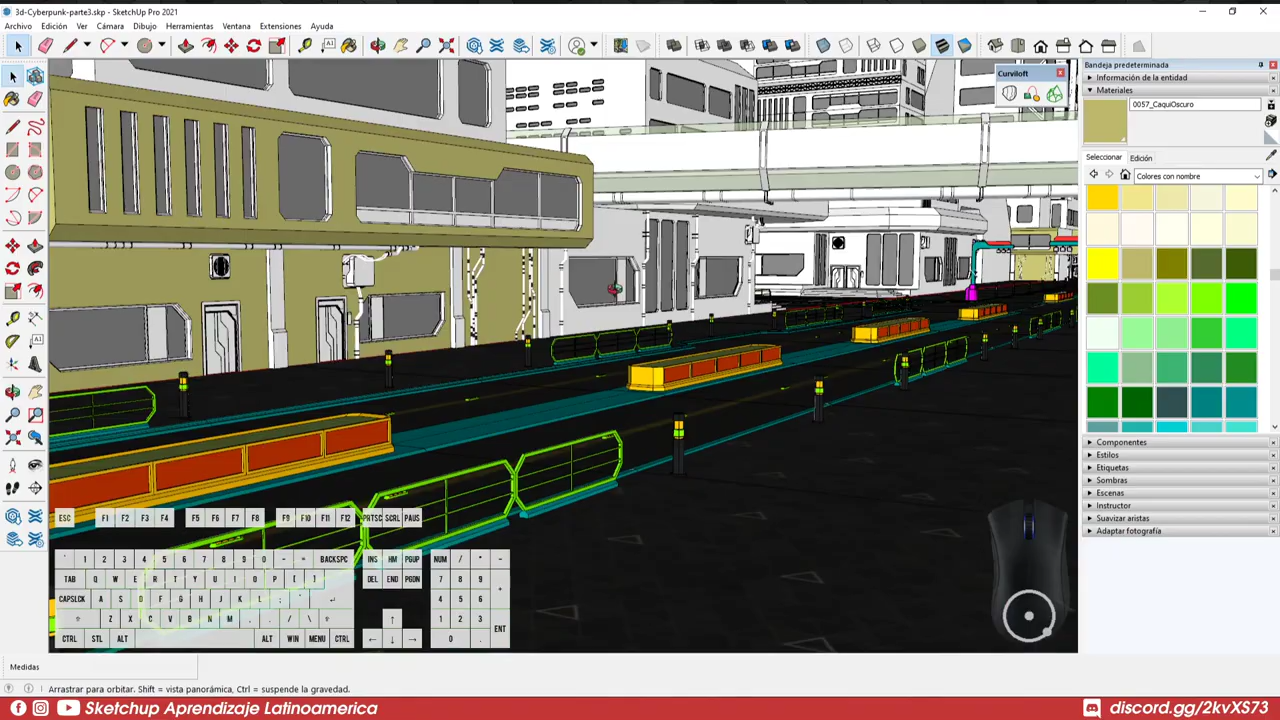 3d-Cyberpunk-parte3.skp - SketchUp Pro 2021
Archivo Edición Ver Cámara Dibujo Herramientas Ventana Extensiones Ayuda
Curviloft
Bandeja predeterminada
Información de la entidad
Materiales
0057_CaquiOscuro
Seleccionar Edición
Colores con nombre
Componentes
Estilos
Etiquetas
Sombras
Escenas
Instructor
Suavizar aristas
Adaptar fotografía
ESC F1 F2 F3 F4 F5 F6 F7 F8 F9 F10 F11 F12 PRTSC SCRL PAUS
` 1 2 3 4 5 6 7 8 9 0 - = BACKSPC INS HM PGUP NUM / * -
TAB Q W E R T Y U I O P [ ] DEL END PGDN 7 8 9 +
CAPSLCK A S D F G H J K L ; ' 4 5 6
Z X C V B N M , . / \ 1 2 3
CTRL STL ALT ALT WIN MENU CTRL 0 . ENT
Medidas
Arrastrar para orbitar. Shift = vista panorámica, Ctrl = suspende la gravedad.
Sketchup Aprendizaje Latinoamerica
discord.gg/2kvXS73